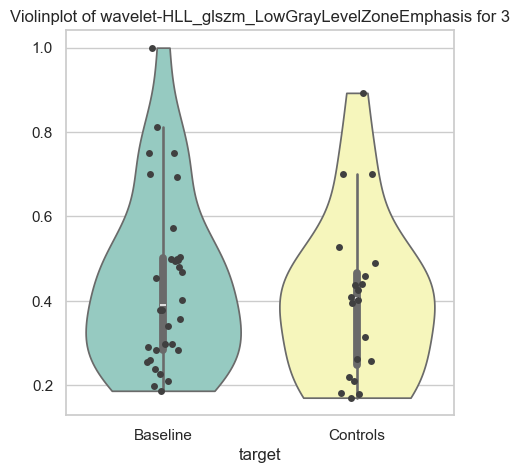 Violinplot of wavelet-HLL_glszm_LowGrayLevelZoneEmphasis for 3
1.0
0.8
0.6
0.4
0.2
Baseline Controls
target